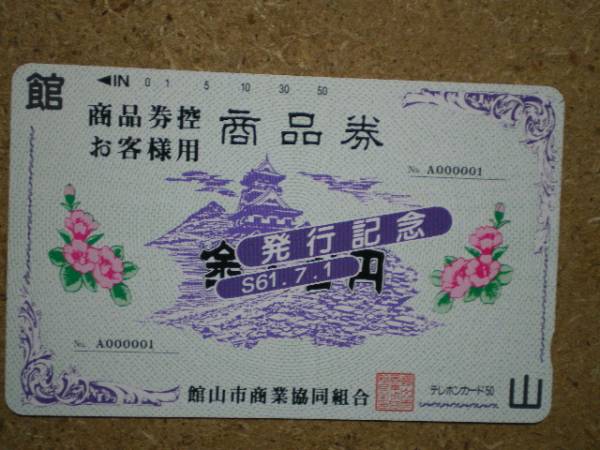 館
◀IN 0 1 5 10 30 50
商品券控
お客様用
商品券
No. A000001
発行記念
S61.7.1
金
円
No. A000001
館山市商業協同組合
テレホンカード50
山